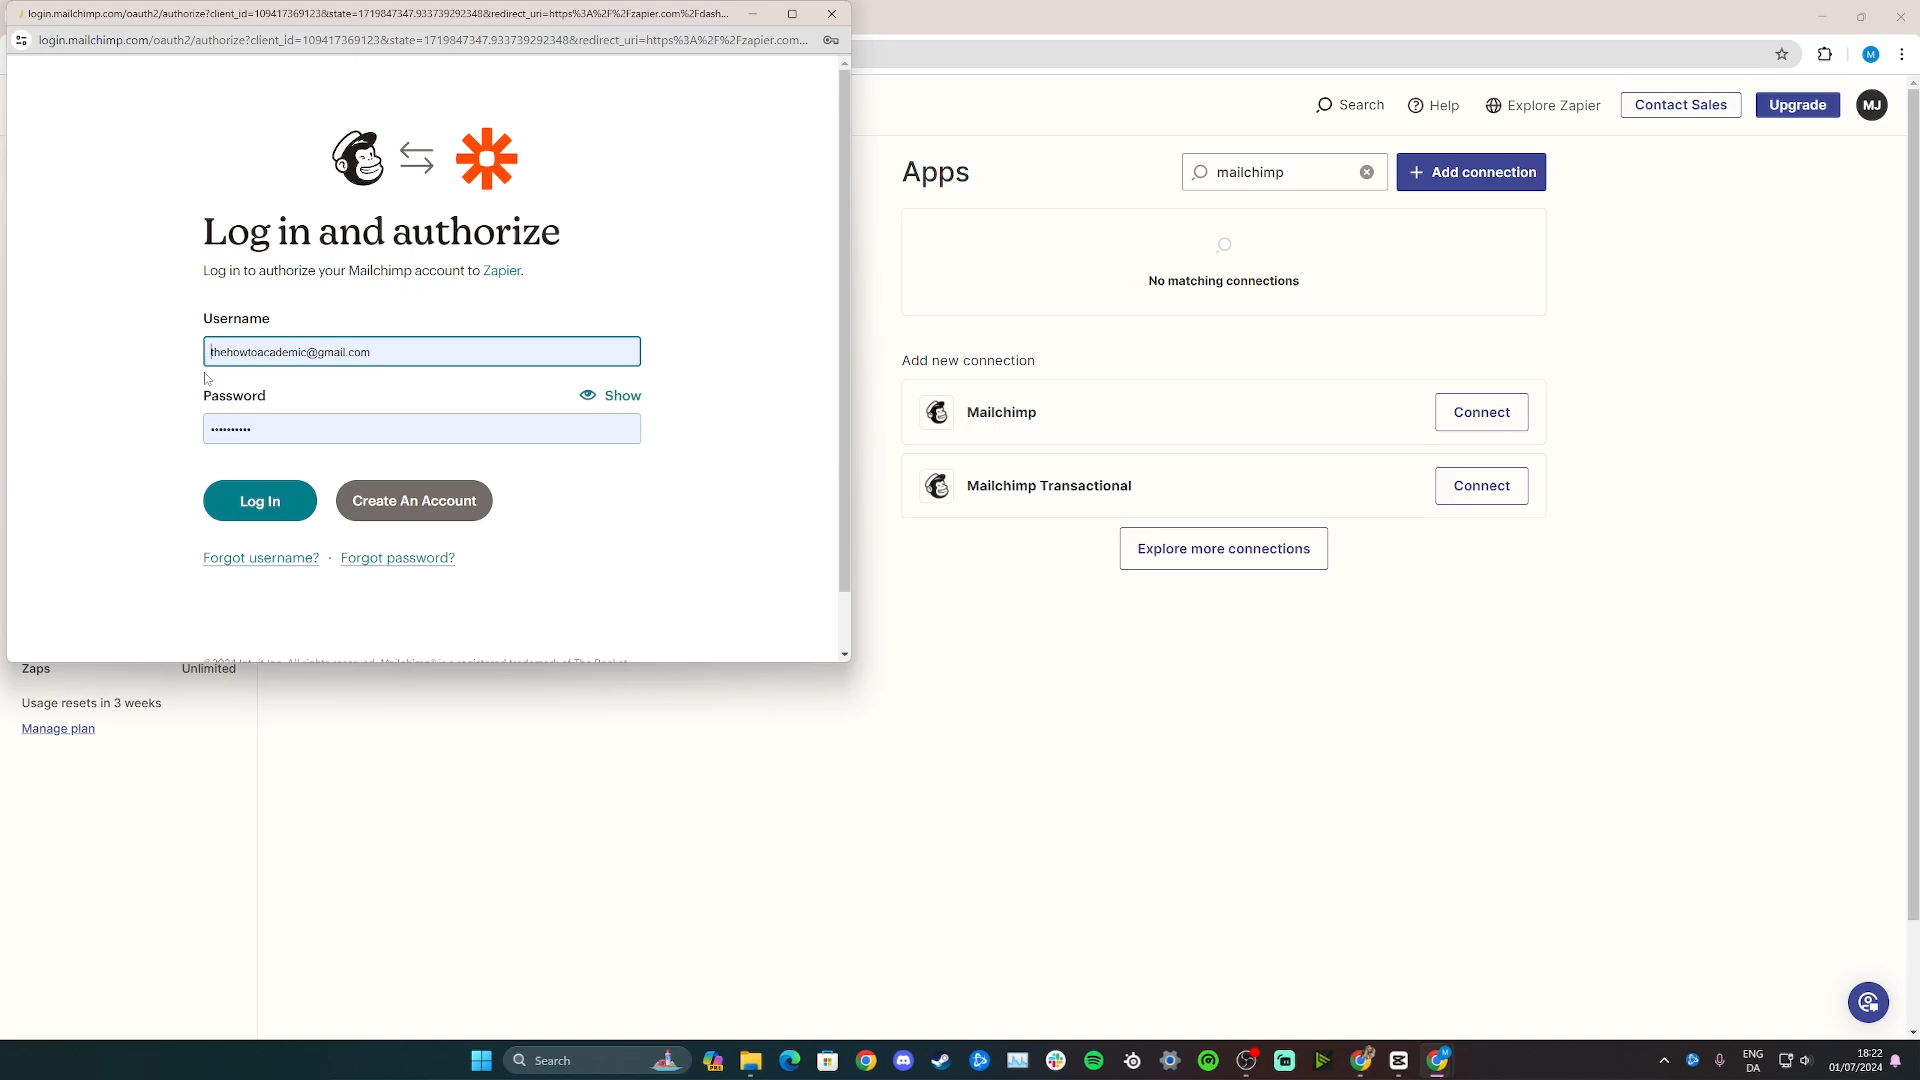 login.mailchimp.com/oauth2/authorize?client_id=109417369123&state=1719847347.933739292348&redirect_uri=https%3A%2F%2Fzapier.com%2Fdash...
login.mailchimp.com/oauth2/authorize?client_id=109417369123&state=1719847347.933739292348&redirect_uri=https%3A%2F%2Fzapier.com...
M
Search
Help
Explore Zapier
Contact Sales
Upgrade
MJ
Log in and authorize
Log in to authorize your Mailchimp account to Zapier.
Username
thehowtoacademic@gmail.com
Password
Show
••••••••••
Log In
Create An Account
Forgot username? · Forgot password?
Apps
mailchimp
+ Add connection
No matching connections
Add new connection
Mailchimp
Connect
Mailchimp Transactional
Connect
Explore more connections
Zaps
Unlimited
Usage resets in 3 weeks
Manage plan
Search
PRE
M
ENG
DA
18:22
01/07/2024